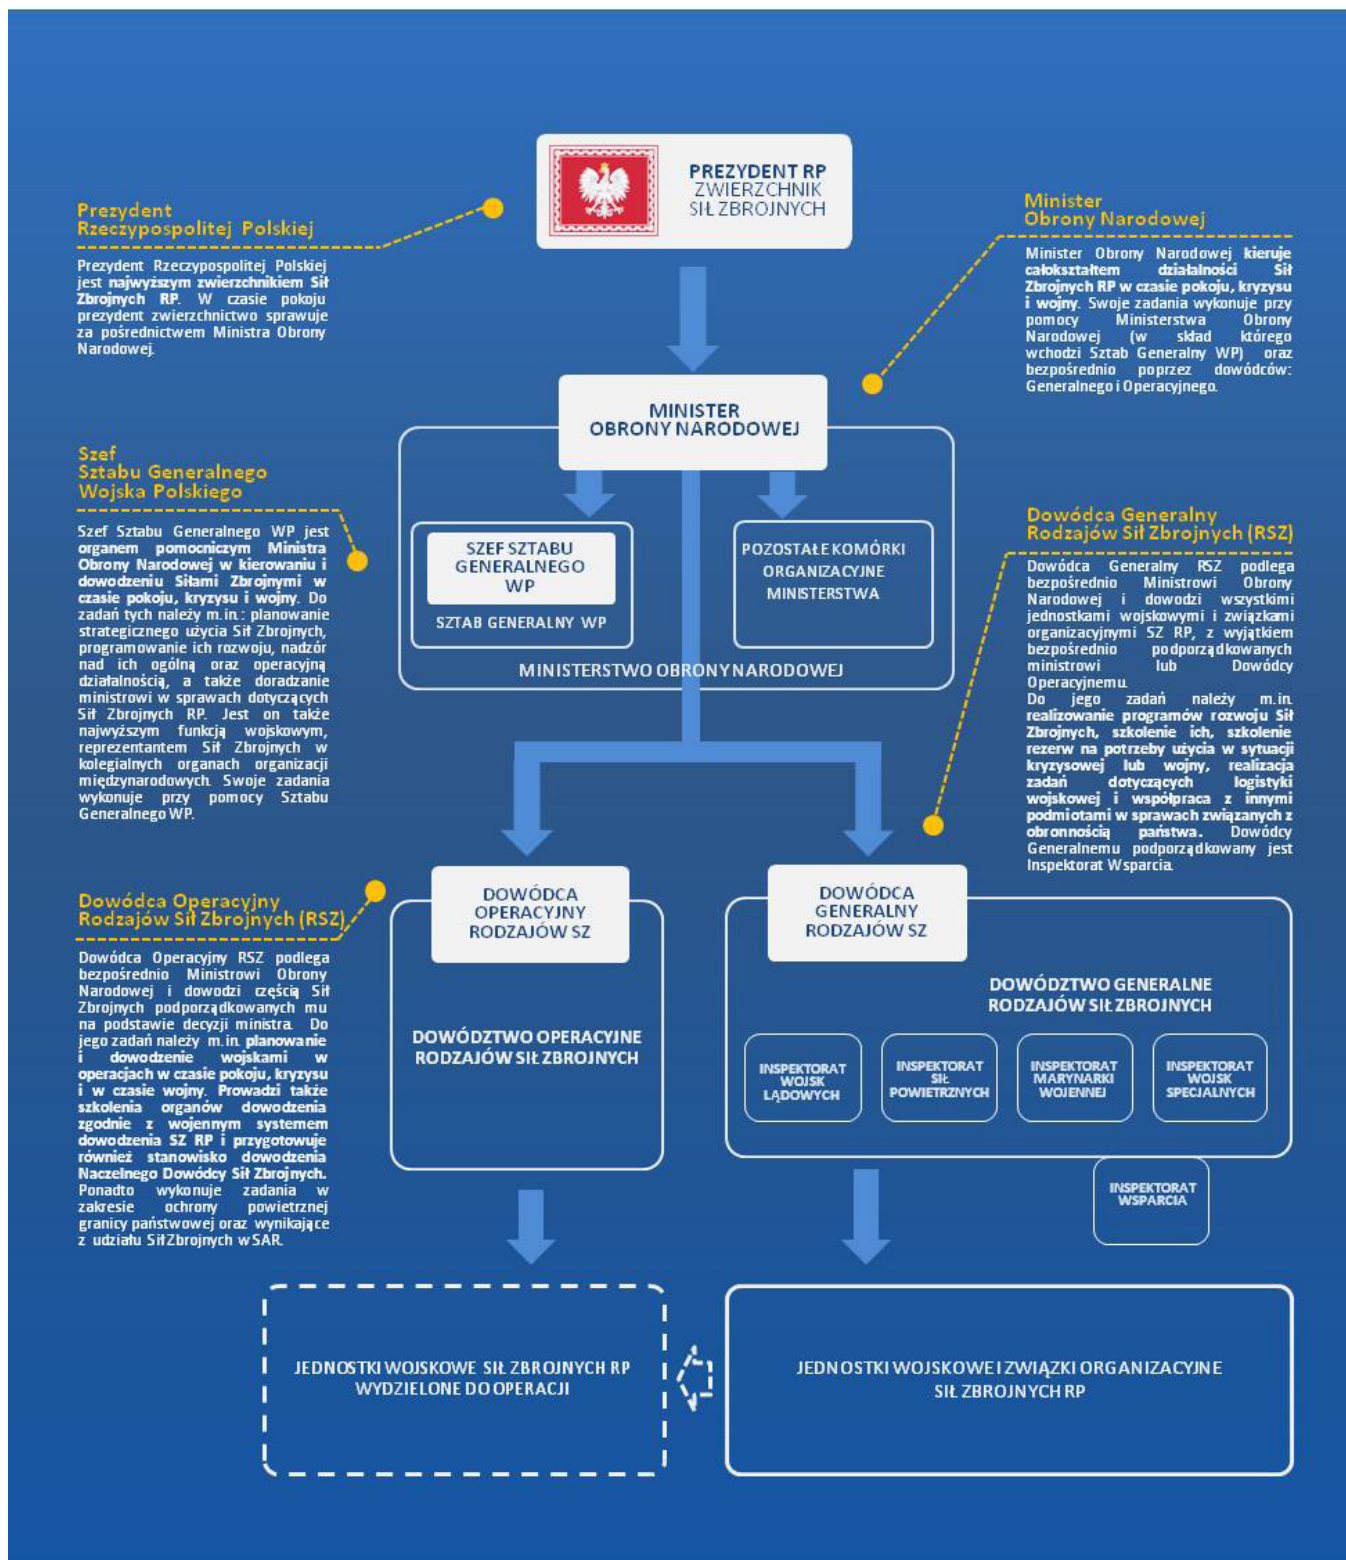 PREZYDENT RP
ZWIERZCHNIK
SIŁ ZBROJNYCH
Prezydent
Rzeczypospolitej Polskiej
Prezydent Rzeczypospolitej Polskiej
jest najwyższym zwierzchnikiem Sił
Zbrojnych RP. W czasie pokoju
prezydent zwierzchnictwo sprawuje
za pośrednictwem Ministra Obrony
Narodowej.
Minister
Obrony Narodowej
Minister Obrony Narodowej kieruje
całokształtem działalności Sił
Zbrojnych RP w czasie pokoju, kryzysu
i wojny. Swoje zadania wykonuje przy
pomocy Ministerstwa Obrony
Narodowej (w skład którego
wchodzi Sztab Generalny WP) oraz
bezpośrednio poprzez dowódców:
Generalnego i Operacyjnego.
MINISTER
OBRONY NARODOWEJ
SZEF SZTABU
GENERALNEGO
WP
SZTAB GENERALNY WP
POZOSTAŁE KOMÓRKI
ORGANIZACYJNE
MINISTERSTWA
MINISTERSTWO OBRONY NARODOWEJ
Szef
Sztabu Generalnego
Wojska Polskiego
Szef Sztabu Generalnego WP jest
organem pomocniczym Ministra
Obrony Narodowej w kierowaniu i
dowodzeniu Siłami Zbrojnymi w
czasie pokoju, kryzysu i wojny. Do
zadań tych należy m.in.: planowanie
strategicznego użycia Sił Zbrojnych,
programowanie ich rozwoju, nadzór
nad ich ogólną oraz operacyjną
działalnością, a także doradzanie
ministrowi w sprawach dotyczących
Sił Zbrojnych RP. Jest on także
najwyższym funkcją wojskowym,
reprezentantem Sił Zbrojnych w
kolegialnych organach organizacji
międzynarodowych. Swoje zadania
wykonuje przy pomocy Sztabu
Generalnego WP.
Dowódca Generalny
Rodzajów Sił Zbrojnych (RSZ)
Dowódca Generalny RSZ podlega
bezpośrednio Ministrowi Obrony
Narodowej i dowodzi wszystkimi
jednostkami wojskowymi i związkami
organizacyjnymi SZ RP, z wyjątkiem
bezpośrednio podporządkowanych
ministrowi lub Dowódcy
Operacyjnemu.
Do jego zadań należy m.in.
realizowanie programów rozwoju Sił
Zbrojnych, szkolenie ich, szkolenie
rezerw na potrzeby użycia w sytuacji
kryzysowej lub wojny, realizacja
zadań dotyczących logistyki
wojskowej i współpraca z innymi
podmiotami w sprawach związanych z
obronnością państwa. Dowódcy
Generalnemu podporządkowany jest
Inspektorat Wsparcia.
Dowódca Operacyjny
Rodzajów Sił Zbrojnych (RSZ)
Dowódca Operacyjny RSZ podlega
bezpośrednio Ministrowi Obrony
Narodowej i dowodzi częścią Sił
Zbrojnych podporządkowanych mu
na podstawie decyzji ministra. Do
jego zadań należy m.in. planowanie
i dowodzenie wojskami w
operacjach w czasie pokoju, kryzysu
i w czasie wojny. Prowadzi także
szkolenia organów dowodzenia
zgodnie z wojennym systemem
dowodzenia SZ RP i przygotowuje
również stanowisko dowodzenia
Naczelnego Dowódcy Sił Zbrojnych.
Ponadto wykonuje zadania w
zakresie ochrony powietrznej
granicy państwowej oraz wynikające
z udziału Sił Zbrojnych w SAR.
DOWÓDCA
OPERACYJNY
RODZAJÓW SZ
DOWÓDZTWO OPERACYJNE
RODZAJÓW SIŁ ZBROJNYCH
DOWÓDCA
GENERALNY
RODZAJÓW SZ
DOWÓDZTWO GENERALNE
RODZAJÓW SIŁ ZBROJNYCH
INSPEKTORAT
WOJSK
LĄDOWYCH
INSPEKTORAT
SIŁ
POWIETRZNYCH
INSPEKTORAT
MARYNARKI
WOJENNEJ
INSPEKTORAT
WOJSK
SPECJALNYCH
INSPEKTORAT
WSPARCIA
JEDNOSTKI WOJSKOWE SIŁ ZBROJNYCH RP
WYDZIELONE DO OPERACJI
JEDNOSTKI WOJSKOWE I ZWIĄZKI ORGANIZACYJNE
SIŁ ZBROJNYCH RP